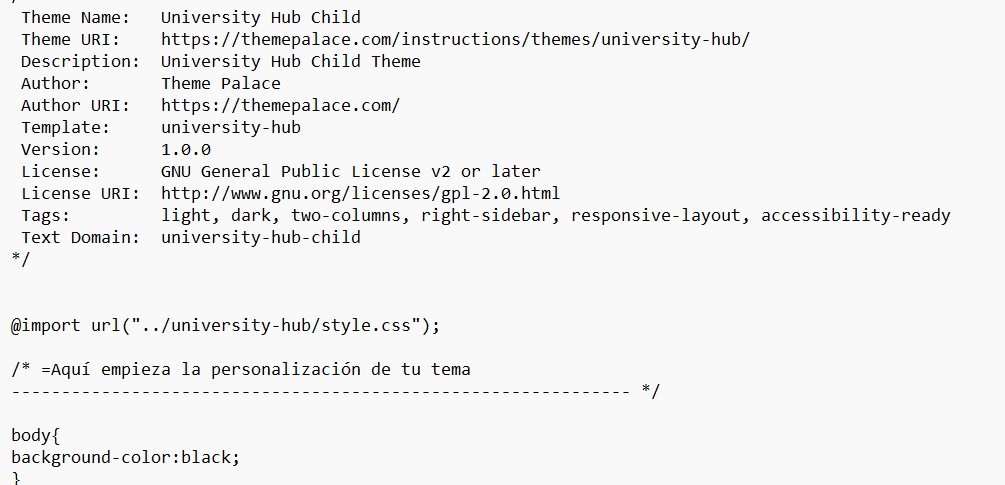 /
Theme Name:   University Hub Child
Theme URI:    https://themepalace.com/instructions/themes/university-hub/
Description:  University Hub Child Theme
Author:       Theme Palace
Author URI:   https://themepalace.com/
Template:     university-hub
Version:      1.0.0
License:      GNU General Public License v2 or later
License URI:  http://www.gnu.org/licenses/gpl-2.0.html
Tags:         light, dark, two-columns, right-sidebar, responsive-layout, accessibility-ready
Text Domain:  university-hub-child
*/
@import url("../university-hub/style.css");
/* =Aquí empieza la personalización de tu tema
-------------------------------------------------------------- */
body{
background-color:black;
}